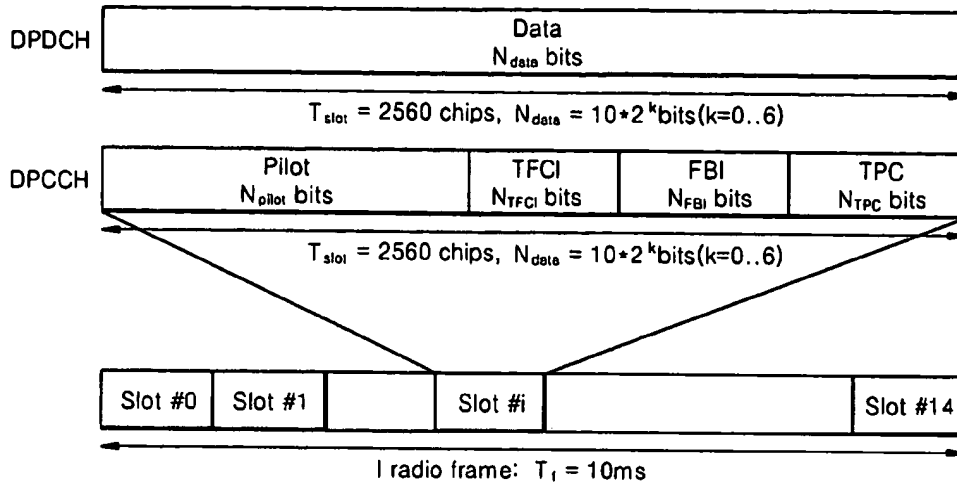 DPDCH
Data
N_data bits
T_slot = 2560 chips, N_data = 10*2^k bits(k=0..6)
DPCCH
Pilot
N_pilot bits
TFCI
N_TFCI bits
FBI
N_FBI bits
TPC
N_TPC bits
T_slot = 2560 chips, N_data = 10*2^k bits(k=0..6)
Slot #0
Slot #1
Slot #i
Slot #14
I radio frame: T_f = 10ms